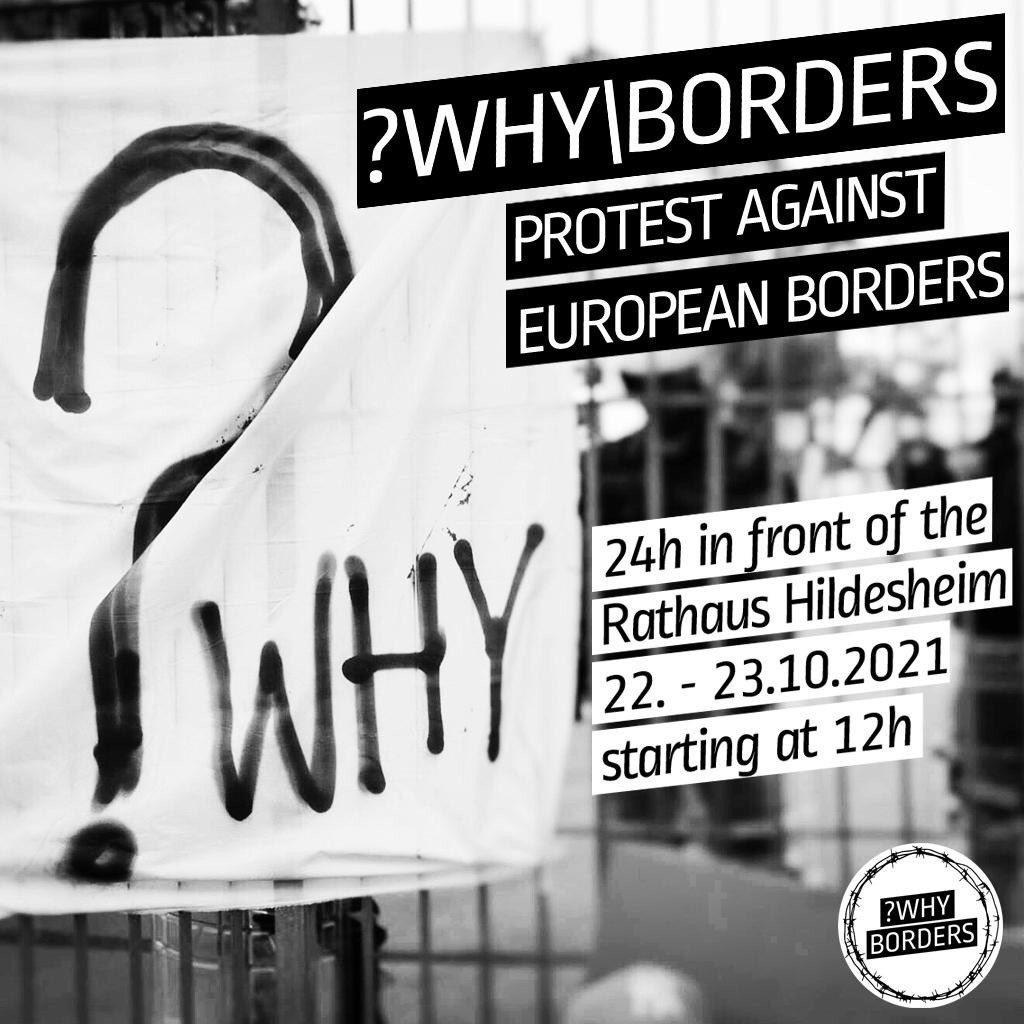 ?WHY\BORDERS
PROTEST AGAINST
EUROPEAN BORDERS
?
WHY
24h in front of the
Rathaus Hildesheim
22. - 23.10.2021
starting at 12h
?WHY
BORDERS